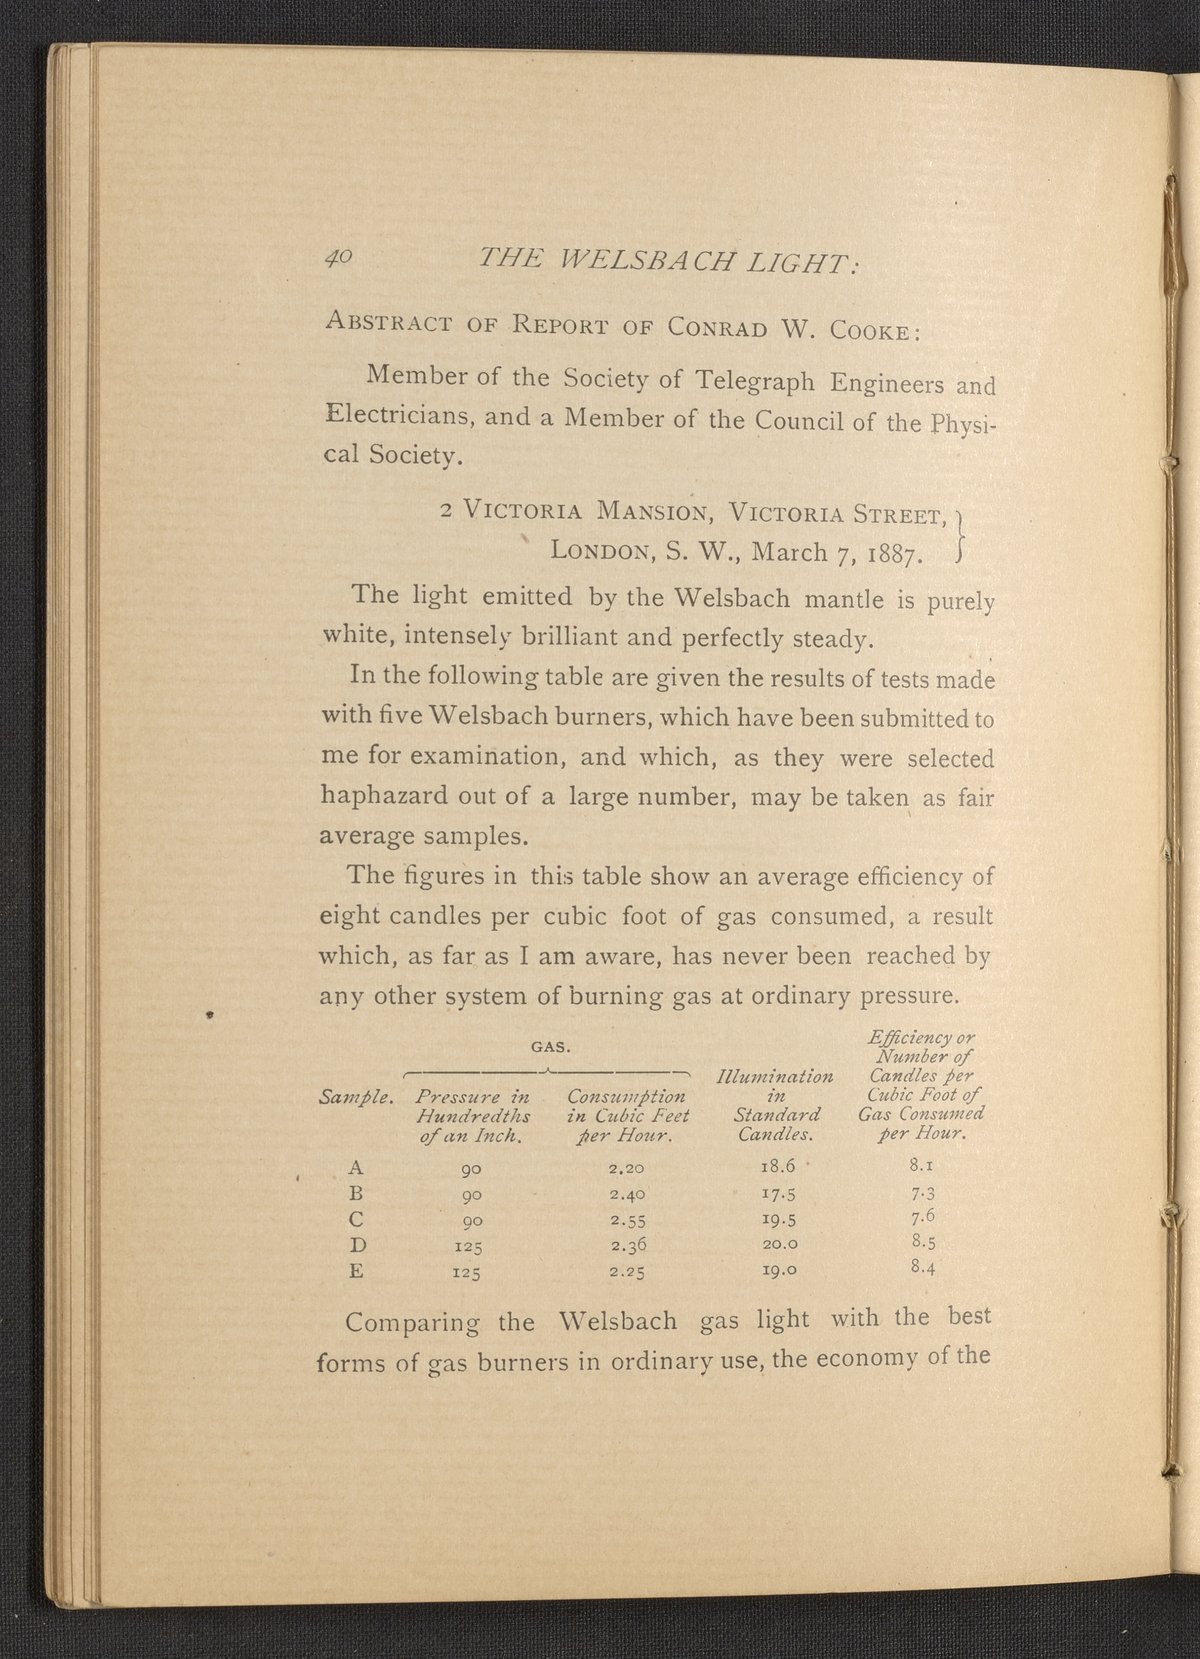 40 THE WELSBACH LIGHT:
ABSTRACT OF REPORT OF CONRAD W. COOKE:
Member of the Society of Telegraph Engineers and
Electricians, and a Member of the Council of the Physi-
cal Society.
2 VICTORIA MANSION, VICTORIA STREET,
LONDON, S. W., March 7, 1887.
The light emitted by the Welsbach mantle is purely
white, intensely brilliant and perfectly steady.
In the following table are given the results of tests made
with five Welsbach burners, which have been submitted to
me for examination, and which, as they were selected
haphazard out of a large number, may be taken as fair
average samples.
The figures in this table show an average efficiency of
eight candles per cubic foot of gas consumed, a result
which, as far as I am aware, has never been reached by
any other system of burning gas at ordinary pressure.
GAS.
Sample.
Pressure in
Hundredths
of an Inch.
Consumption
in Cubic Feet
per Hour.
Illumination
in
Standard
Candles.
Efficiency or
Number of
Candles per
Cubic Foot of
Gas Consumed
per Hour.
A 90 2.20 18.6 8.1
B 90 2.40 17.5 7.3
C 90 2.55 19.5 7.6
D 125 2.36 20.0 8.5
E 125 2.25 19.0 8.4
Comparing the Welsbach gas light with the best
forms of gas burners in ordinary use, the economy of the